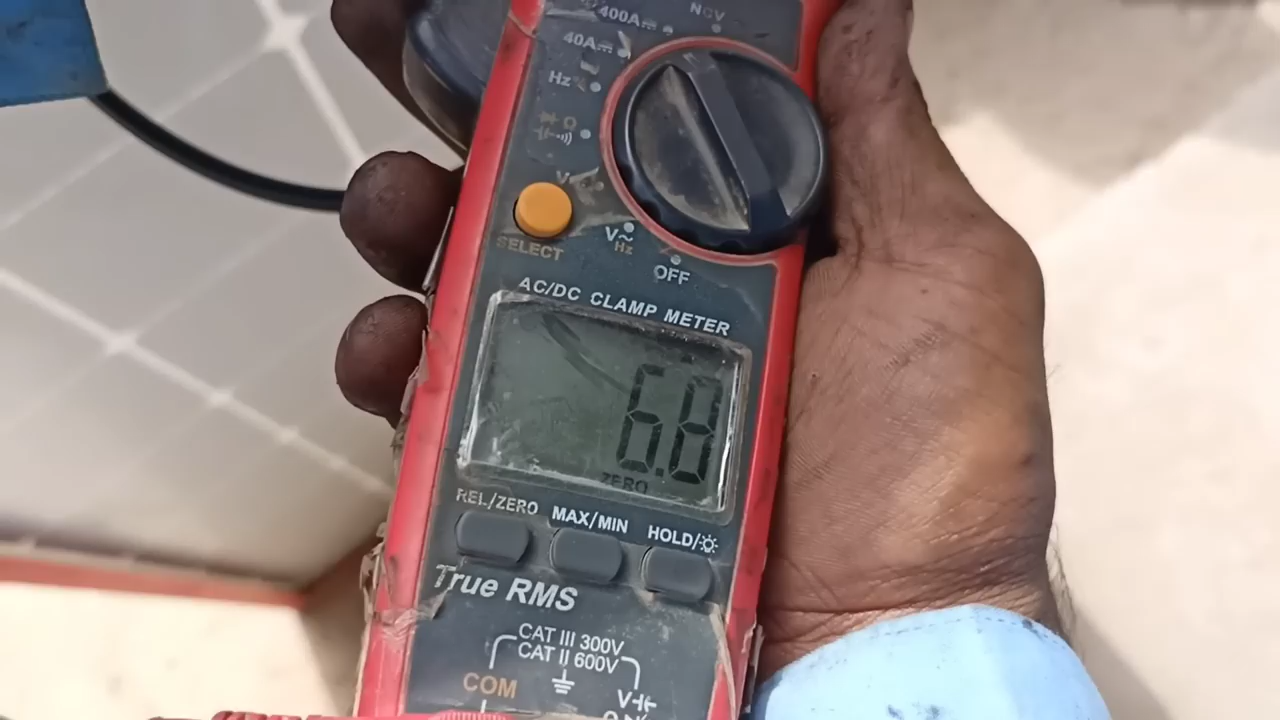 400A⎓
NCV
40A⎓
Hz
Ω
V
SELECT
V~
Hz
OFF
AC/DC CLAMP METER
6.8
ZERO
REL/ZERO MAX/MIN HOLD/
True RMS
CAT III 300V
CAT II 600V
COM
V